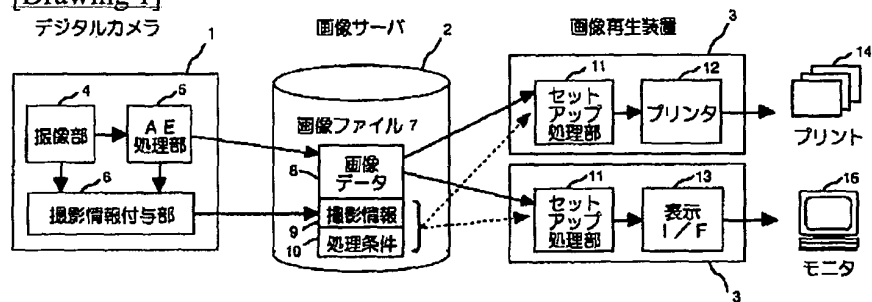 [Drawing 1]
デジタルカメラ
画像サーバ
画像再生装置
1
2
3
4
5
撮像部
AE
処理部
6
撮影情報付与部
画像ファイル 7
8
画像
データ
9
撮影情報
10
処理条件
11
セット
アップ
処理部
12
プリンタ
14
プリント
11
セット
アップ
処理部
13
表示
I/F
16
モニタ
3